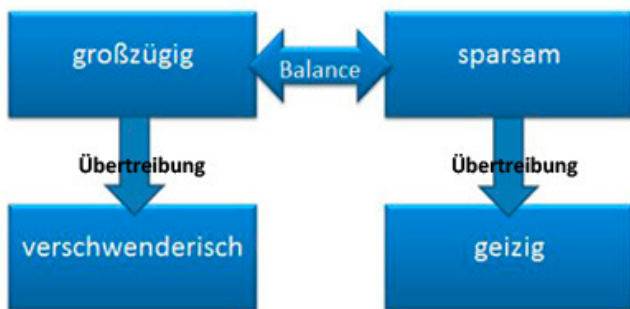 großzügig
Balance
sparsam
Übertreibung
Übertreibung
verschwenderisch
geizig